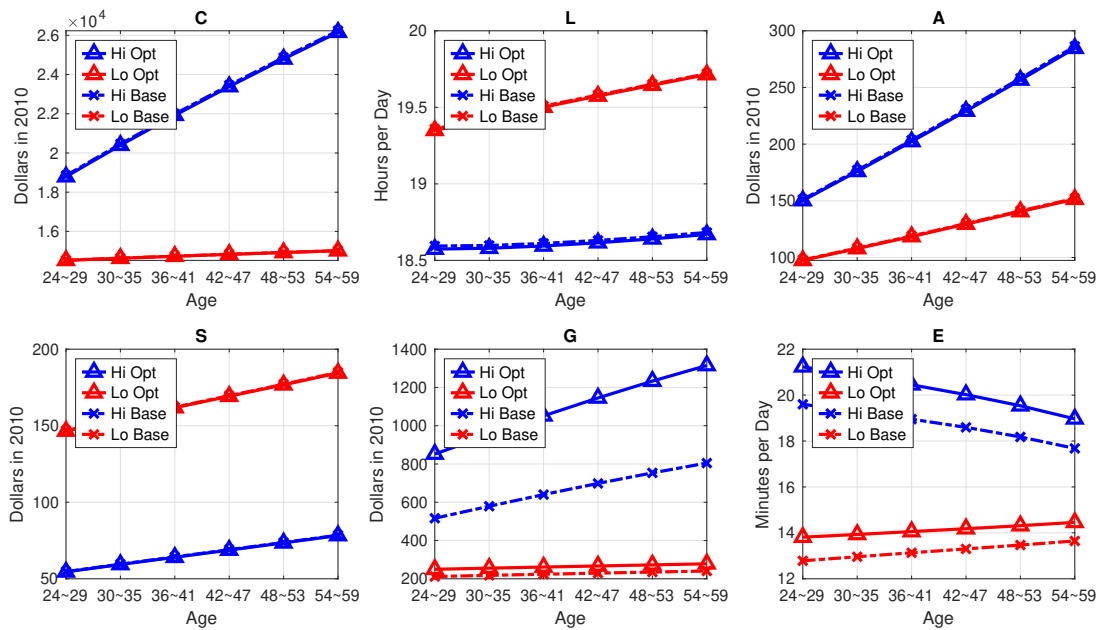 C
×10⁴
Dollars in 2010
2.6
2.4
2.2
2
1.8
1.6
Hi Opt
Lo Opt
Hi Base
Lo Base
24~29 30~35 36~41 42~47 48~53 54~59
Age
L
Hours per Day
20
19.5
19
18.5
Hi Opt
Lo Opt
Hi Base
Lo Base
24~29 30~35 36~41 42~47 48~53 54~59
Age
A
Dollars in 2010
300
250
200
150
100
Hi Opt
Lo Opt
Hi Base
Lo Base
24~29 30~35 36~41 42~47 48~53 54~59
Age
S
Dollars in 2010
200
150
100
50
Hi Opt
Lo Opt
Hi Base
Lo Base
24~29 30~35 36~41 42~47 48~53 54~59
Age
G
Dollars in 2010
1400
1200
1000
800
600
400
200
Hi Opt
Lo Opt
Hi Base
Lo Base
24~29 30~35 36~41 42~47 48~53 54~59
Age
E
Minutes per Day
22
20
18
16
14
12
Hi Opt
Lo Opt
Hi Base
Lo Base
24~29 30~35 36~41 42~47 48~53 54~59
Age